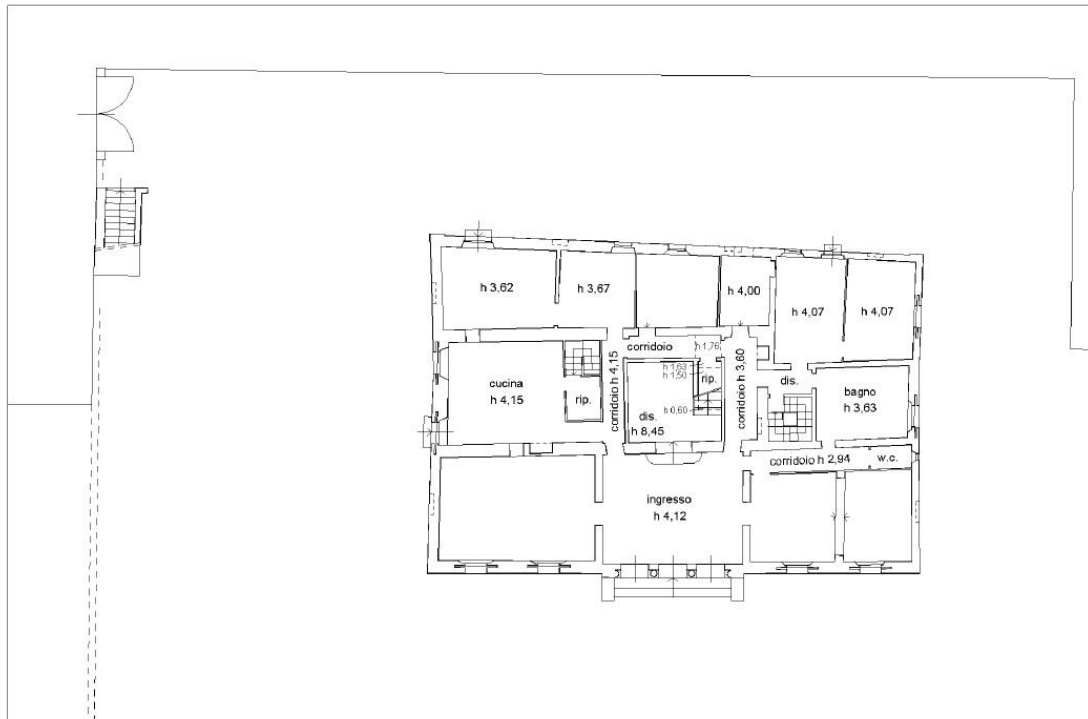 h 3,62
h 3,67
h 4,00
h 4,07
h 4,07
corridoio
h 1,76
corridoio h 4,15
h 1,63
h 1,50
rip.
corridoio h 3,60
cucina
h 4,15
rip.
dis.
h 8,45
h 0,60
dis.
bagno
h 3,63
corridoio h 2,94
w.c.
ingresso
h 4,12